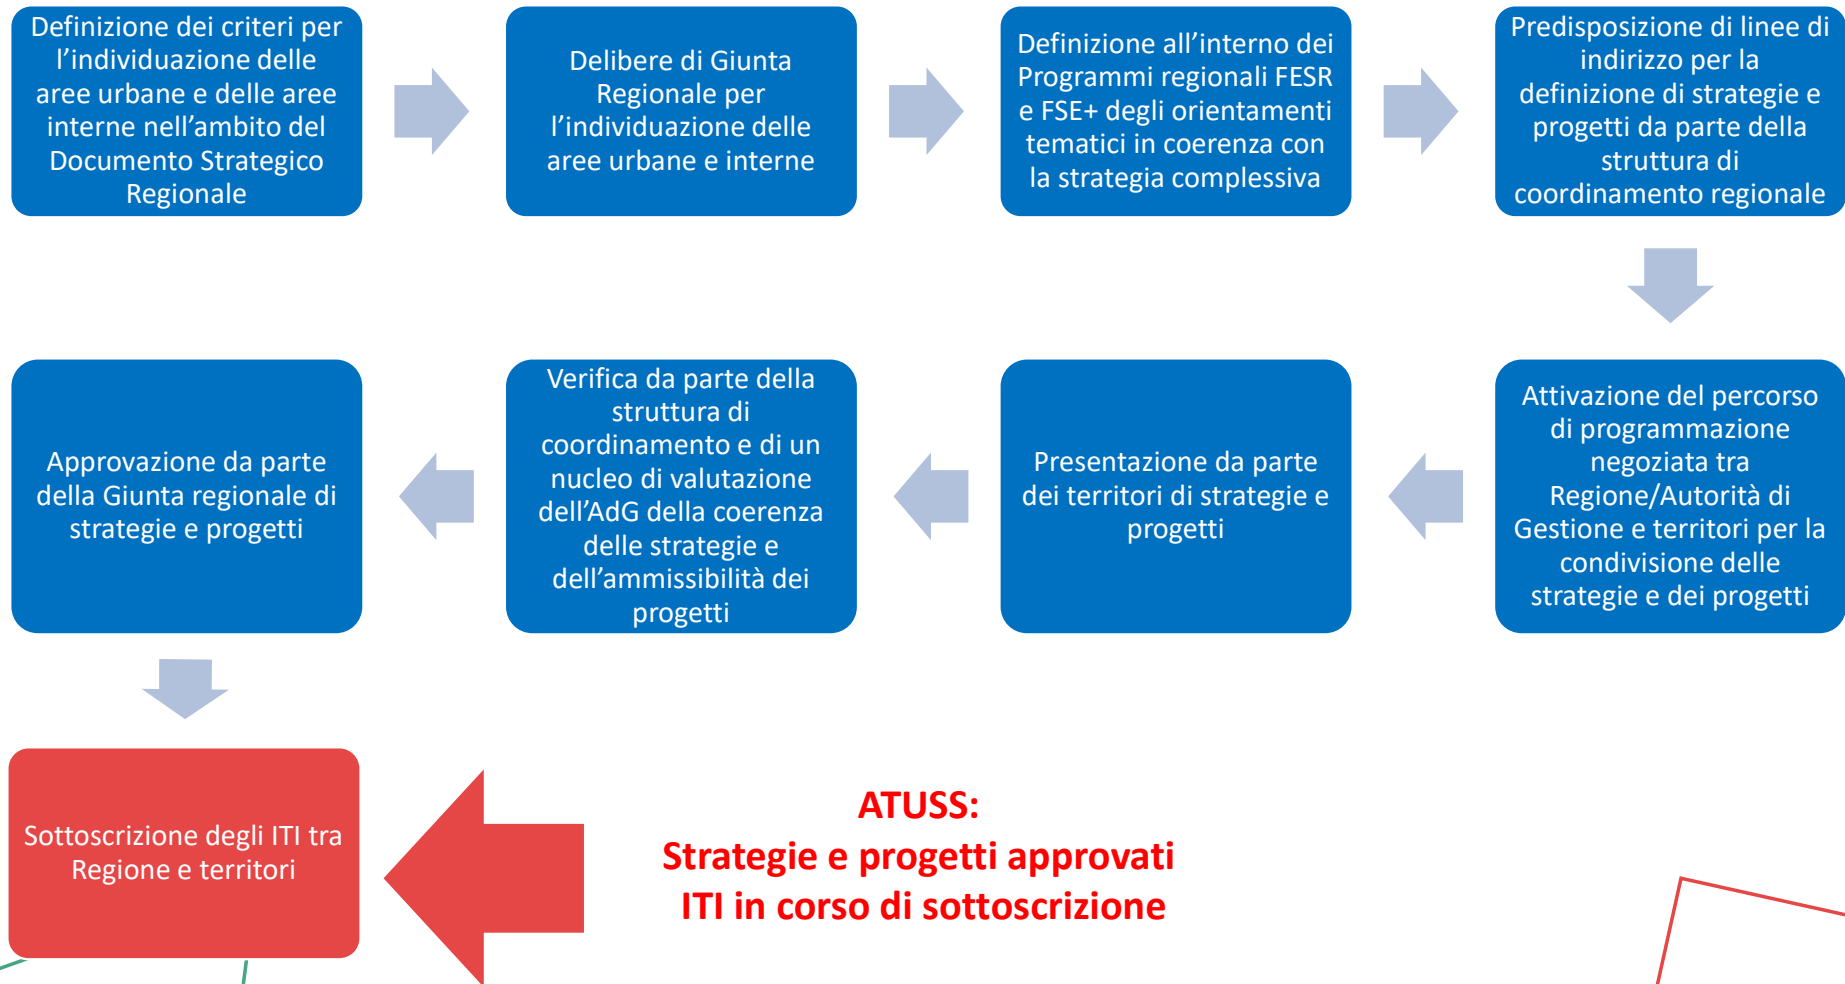 Definizione dei criteri per
l’individuazione delle
aree urbane e delle aree
interne nell’ambito del
Documento Strategico
Regionale
Delibere di Giunta
Regionale per
l’individuazione delle
aree urbane e interne
Definizione all’interno dei
Programmi regionali FESR
e FSE+ degli orientamenti
tematici in coerenza con
la strategia complessiva
Predisposizione di linee di
indirizzo per la
definizione di strategie e
progetti da parte della
struttura di
coordinamento regionale
Attivazione del percorso
di programmazione
negoziata tra
Regione/Autorità di
Gestione e territori per la
condivisione delle
strategie e dei progetti
Presentazione da parte
dei territori di strategie e
progetti
Verifica da parte della
struttura di
coordinamento e di un
nucleo di valutazione
dell’AdG della coerenza
delle strategie e
dell’ammissibilità dei
progetti
Approvazione da parte
della Giunta regionale di
strategie e progetti
Sottoscrizione degli ITI tra
Regione e territori
ATUSS:
Strategie e progetti approvati
ITI in corso di sottoscrizione